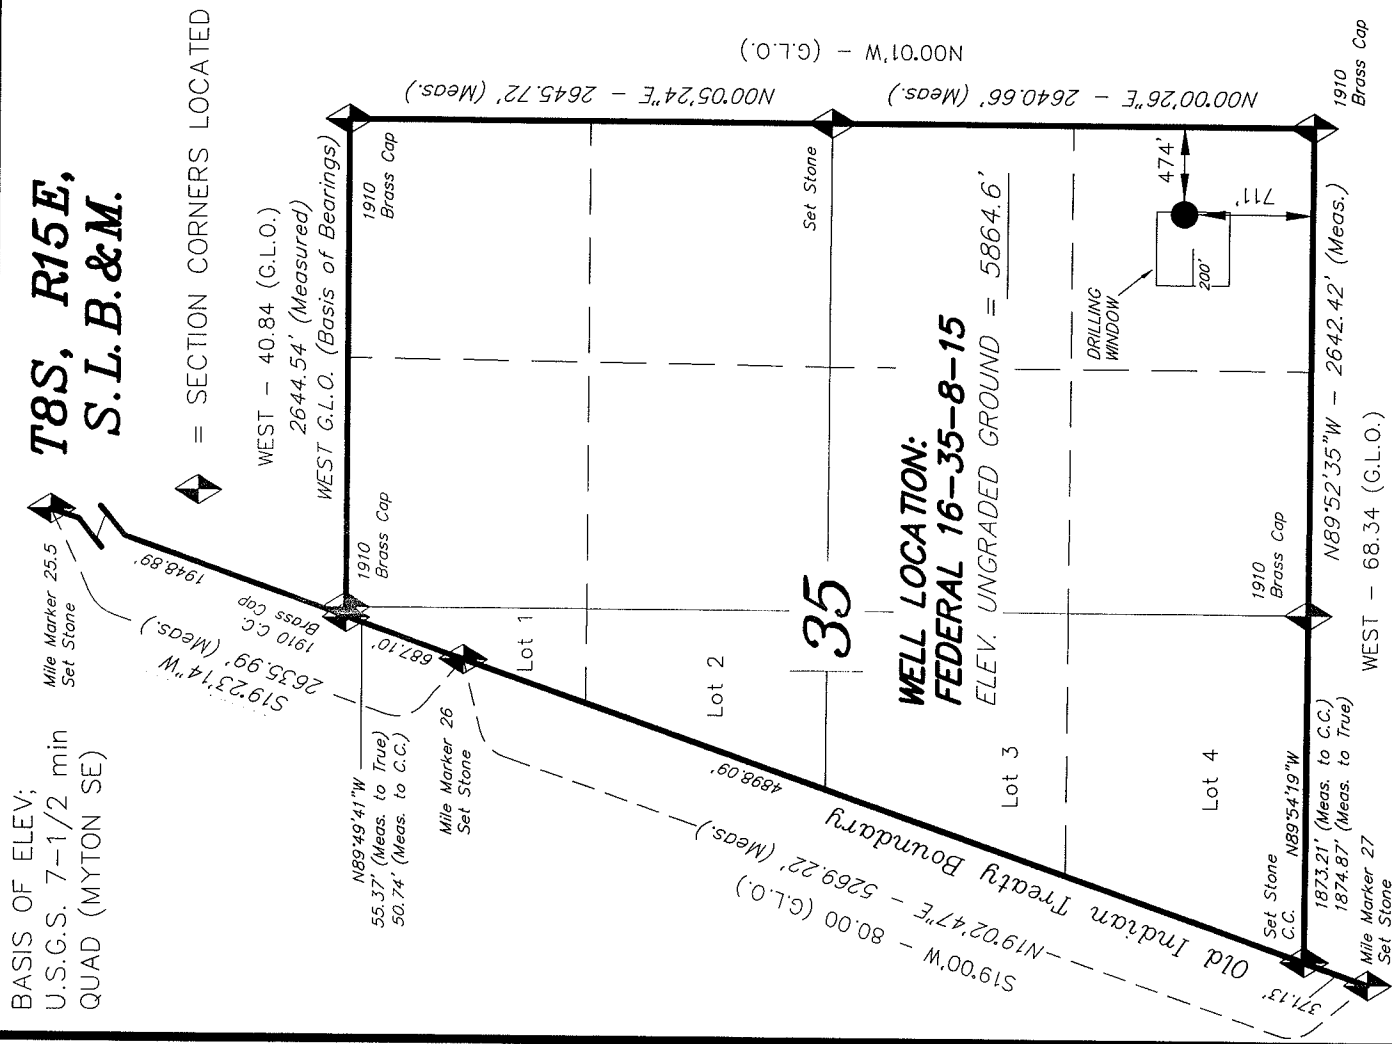 T8S, R15E,
S.L.B.&M.
BASIS OF ELEV;
U.S.G.S. 7-1/2 min
QUAD (MYTON SE)
= SECTION CORNERS LOCATED
Mile Marker 25.5
Set Stone
1948.89'
S19°23'14"W
2635.99' (Meas.)
1910 C.C.
Brass Cap
687.10'
WEST - 40.84 (G.L.O.)
2644.54' (Measured)
WEST G.L.O. (Basis of Bearings)
1910
Brass Cap
1910
Brass Cap
N89°49'41"W
55.37' (Meas. to True)
50.74' (Meas. to C.C.)
Mile Marker 26
Set Stone
Lot 1
Lot 2
N00°05'24"E - 2645.72' (Meas.)
N00°01'W - (G.L.O.)
Set Stone
35
4898.09'
Old Indian Treaty Boundary
N19°02'47"E - 5269.22' (Meas.)
S19°00'W - 80.00 (G.L.O.)
WELL LOCATION:
FEDERAL 16-35-8-15
ELEV. UNGRADED GROUND = 5864.6'
Lot 3
Lot 4
N00°00'26"E - 2640.66' (Meas.)
DRILLING
WINDOW
200'
474'
711'
1910
Brass Cap
1910
Brass Cap
Set Stone
C.C.
N89°54'19"W
1873.21' (Meas. to C.C.)
1874.87' (Meas. to True)
N89°52'35"W - 2642.42' (Meas.)
WEST - 68.34 (G.L.O.)
371.13'
Mile Marker 27
Set Stone